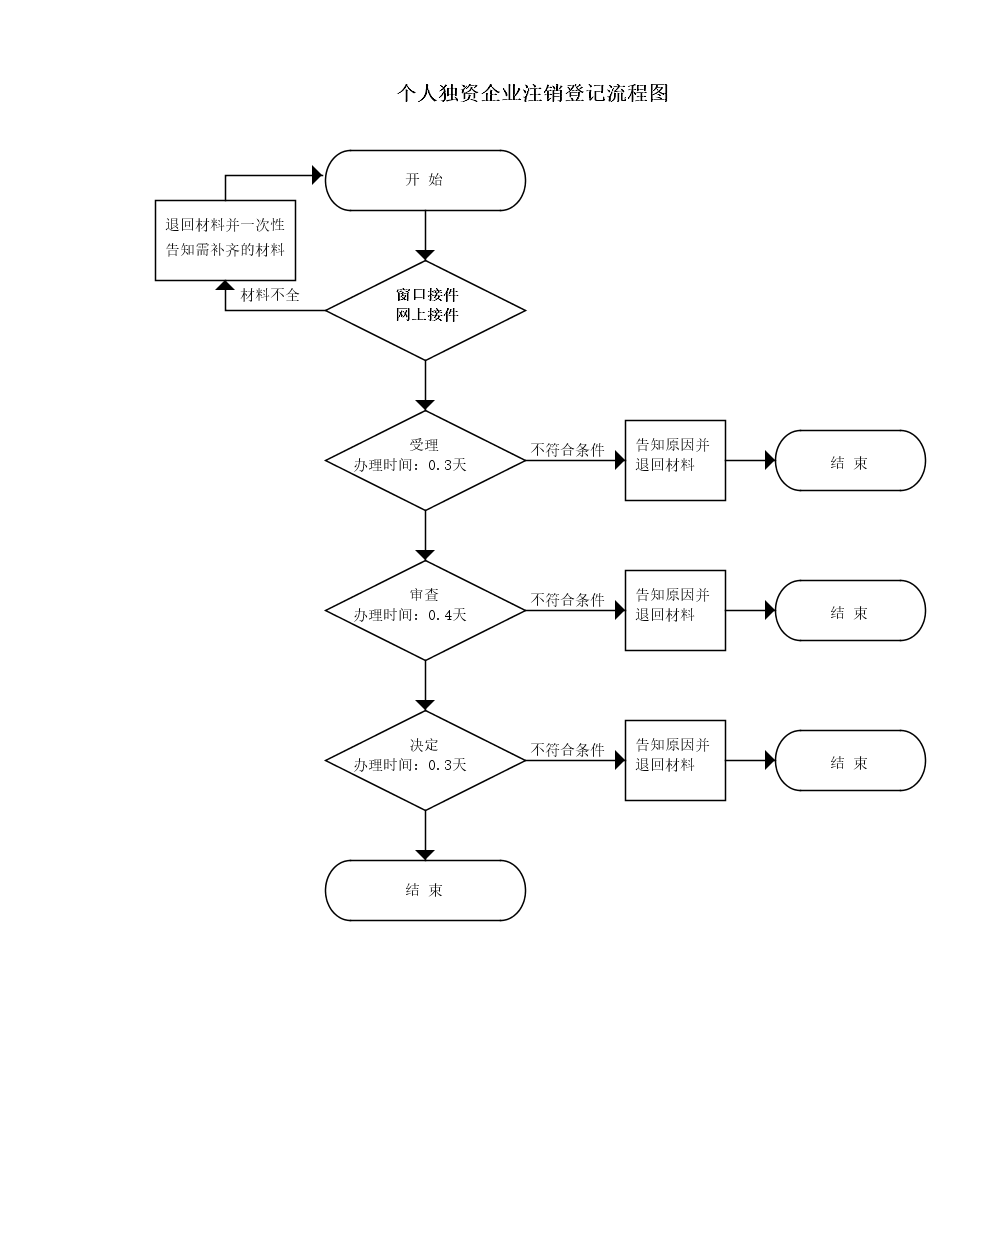 个人独资企业注销登记流程图
开 始
退回材料并一次性
告知需补齐的材料
材料不全
窗口接件
网上接件
受理
办理时间: 0.3天
不符合条件
告知原因并
退回材料
结 束
审查
办理时间: 0.4天
不符合条件
告知原因并
退回材料
结 束
决定
办理时间: 0.3天
不符合条件
告知原因并
退回材料
结 束
结 束